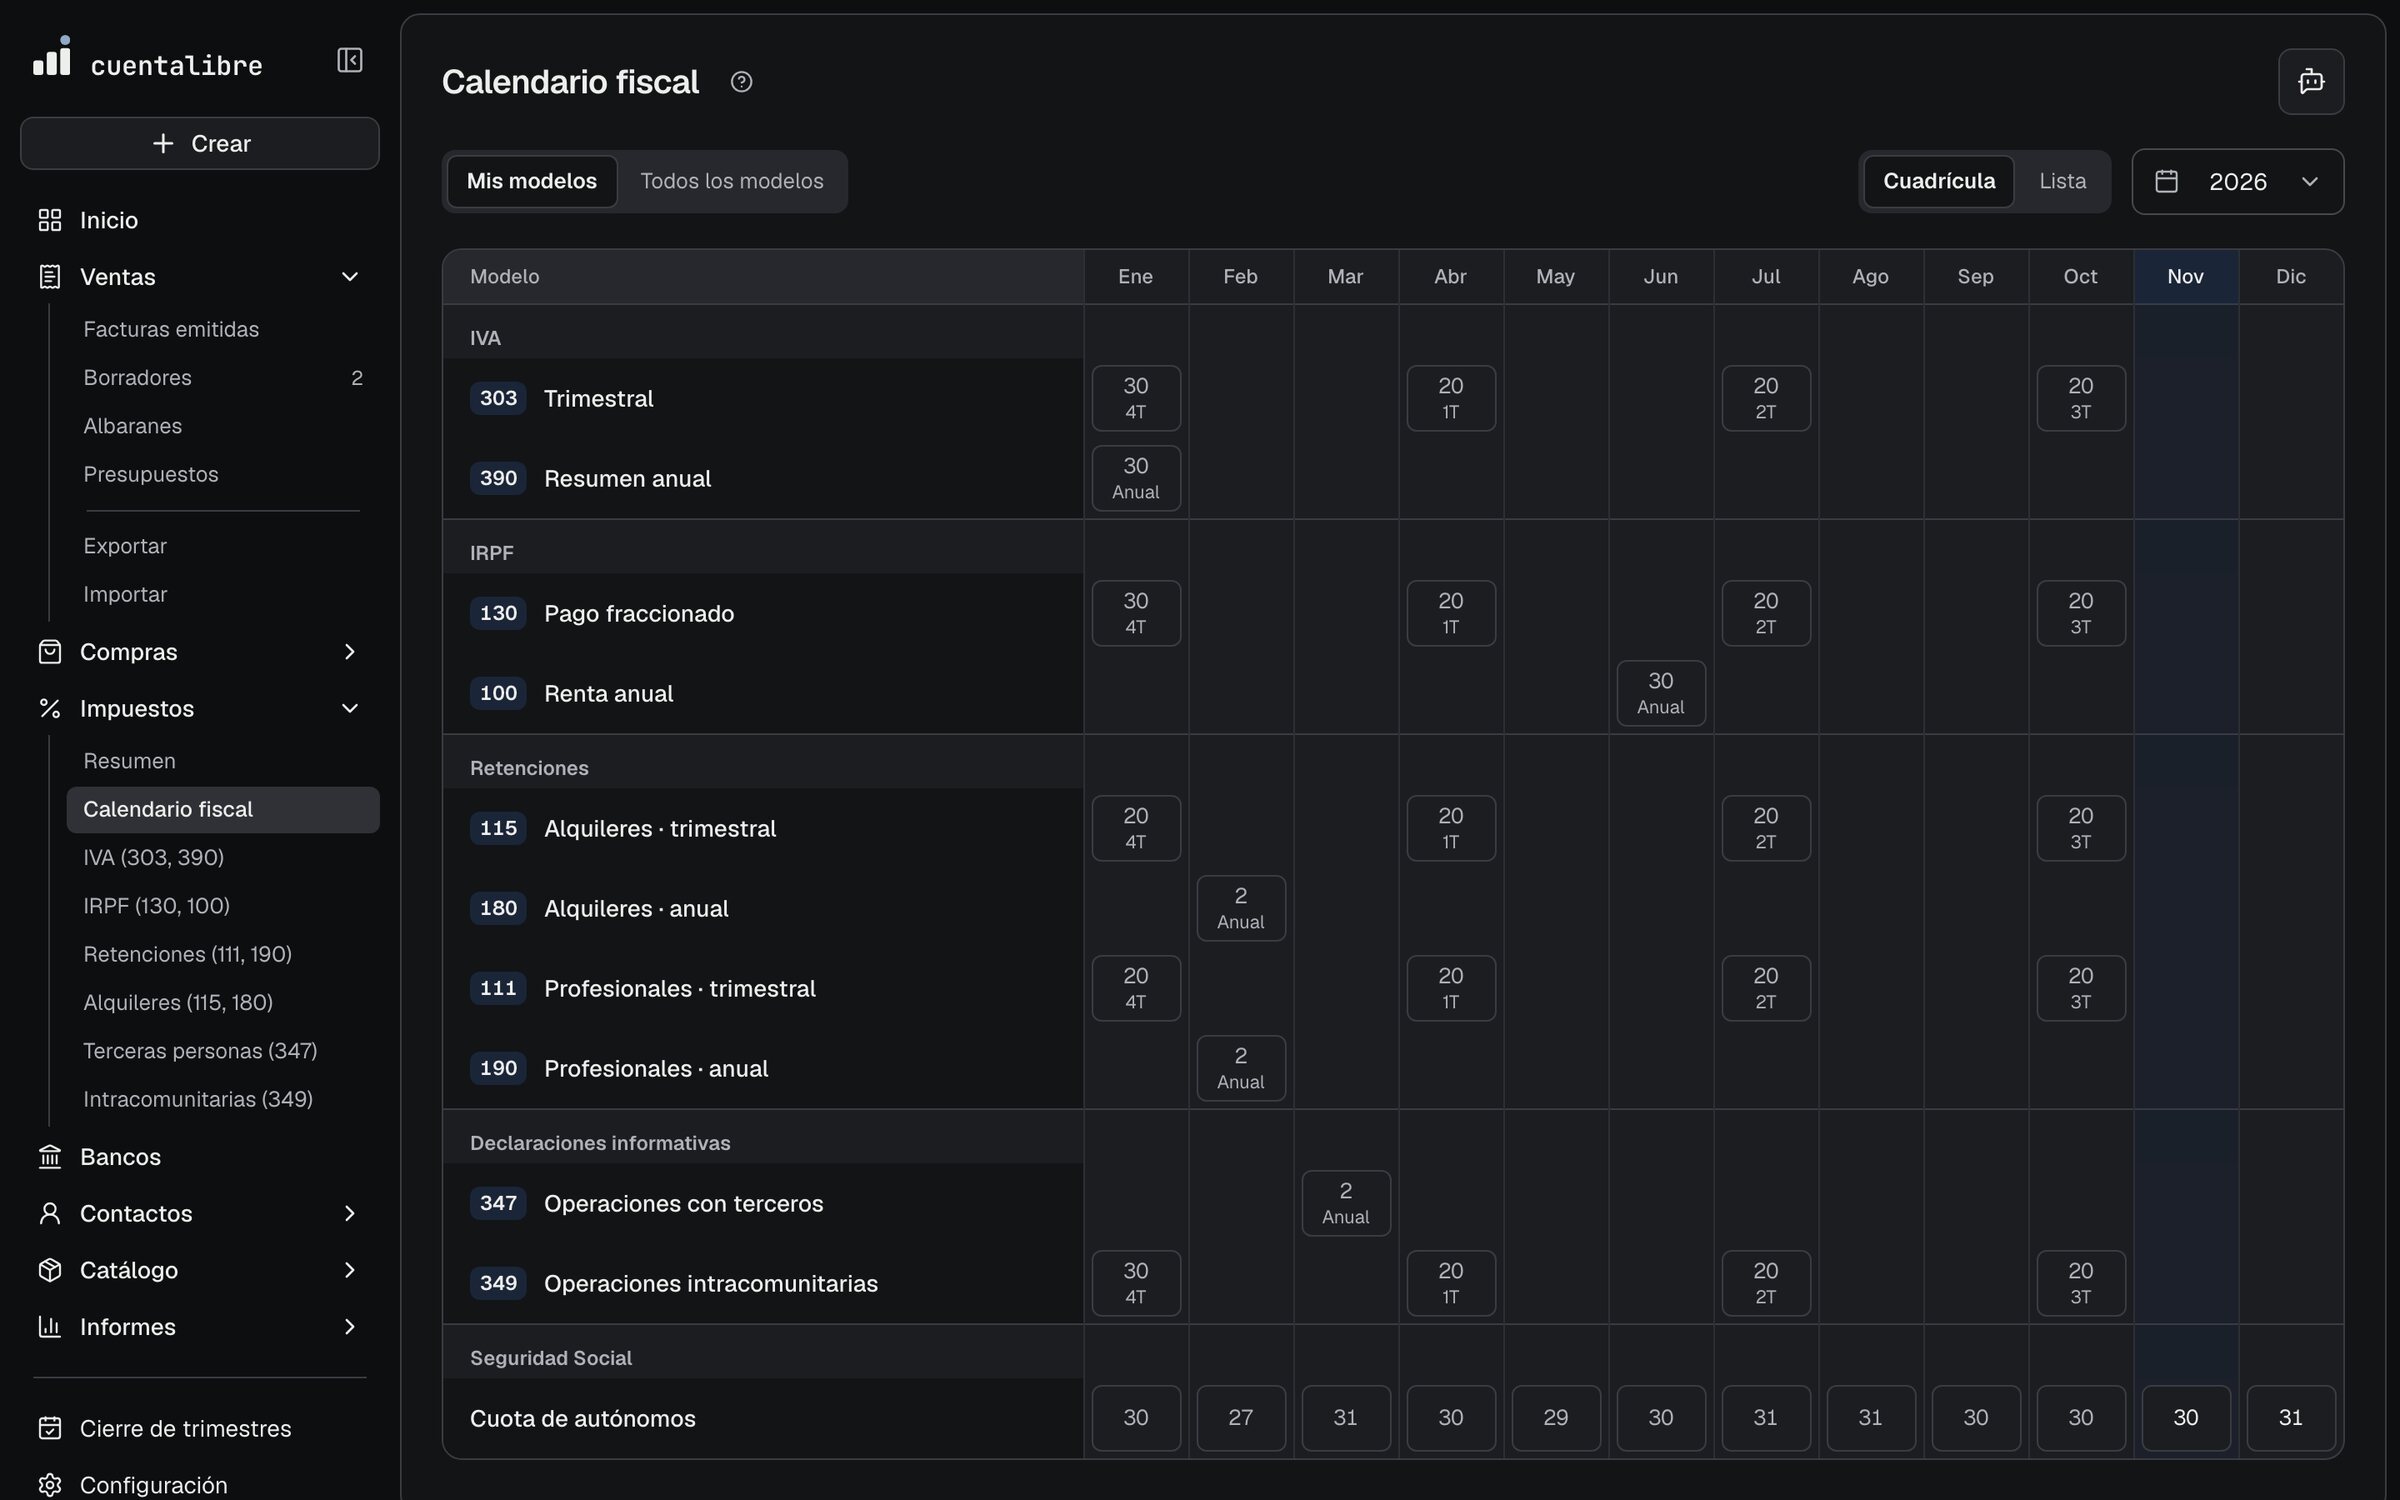 cuentalibre
Crear
Inicio
Ventas
Facturas emitidas
Borradores 2
Albaranes
Presupuestos
Exportar
Importar
Compras
Impuestos
Resumen
Calendario fiscal
IVA (303, 390)
IRPF (130, 100)
Retenciones (111, 190)
Alquileres (115, 180)
Terceras personas (347)
Intracomunitarias (349)
Bancos
Contactos
Catálogo
Informes
Cierre de trimestres
Configuración
Calendario fiscal
Mis modelos Todos los modelos
Cuadrícula Lista 2026
Modelo Ene Feb Mar Abr May Jun Jul Ago Sep Oct Nov Dic
IVA
303 Trimestral 30 20 20 20
4T 1T 2T 3T
390 Resumen anual 30
Anual
IRPF
130 Pago fraccionado 30 20 20 20
4T 1T 2T 3T
100 Renta anual 30
Anual
Retenciones
115 Alquileres · trimestral 20 20 20 20
4T 1T 2T 3T
180 Alquileres · anual 2
Anual
111 Profesionales · trimestral 20 20 20 20
4T 1T 2T 3T
190 Profesionales · anual 2
Anual
Declaraciones informativas
347 Operaciones con terceros 2
Anual
349 Operaciones intracomunitarias 30 20 20 20
4T 1T 2T 3T
Seguridad Social
Cuota de autónomos 30 27 31 30 29 30 31 31 30 30 30 31